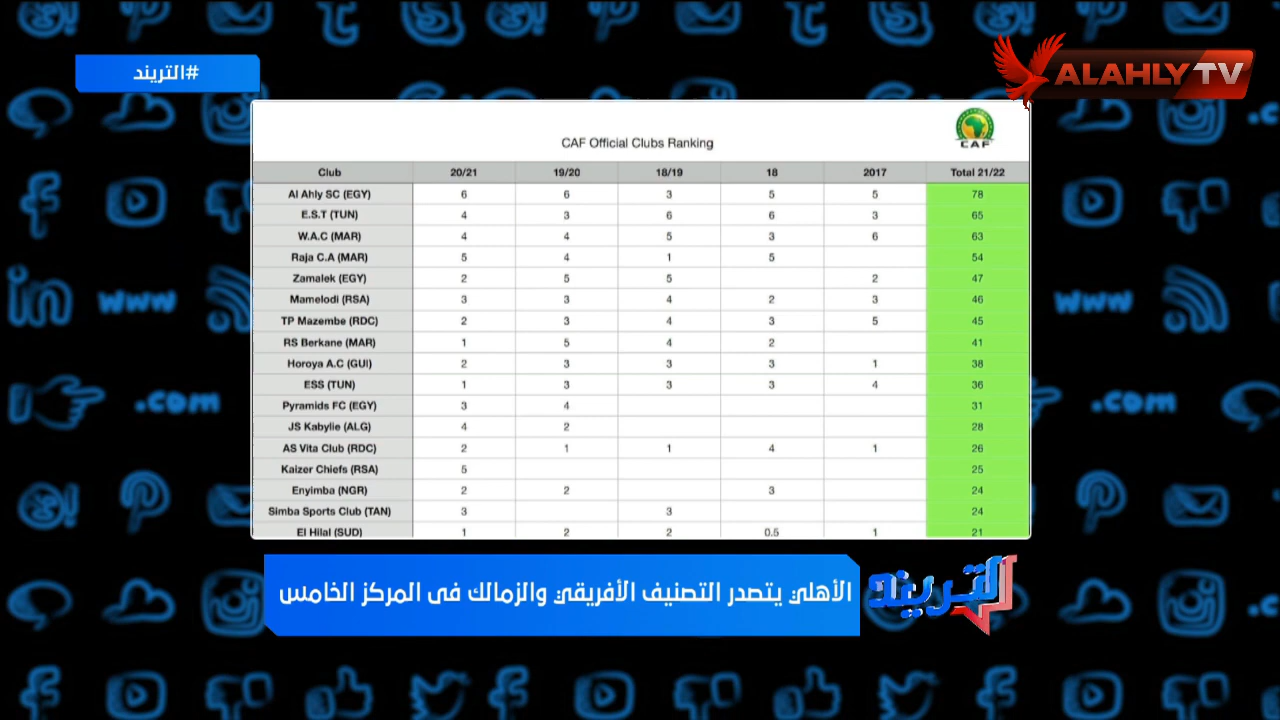 #التريند
ALAHLY TV
CAF
CAF Official Clubs Ranking
Club 20/21 19/20 18/19 18 2017 Total 21/22
Al Ahly SC (EGY) 6 6 3 5 5 78
E.S.T (TUN) 4 3 6 6 3 65
W.A.C (MAR) 4 4 5 3 6 63
Raja C.A (MAR) 5 4 1 5 54
Zamalek (EGY) 2 5 5 2 47
Mamelodi (RSA) 3 3 4 2 3 46
TP Mazembe (RDC) 2 3 4 3 5 45
RS Berkane (MAR) 1 5 4 2 41
Horoya A.C (GUI) 2 3 3 3 1 38
ESS (TUN) 1 3 3 3 4 36
Pyramids FC (EGY) 3 4 31
JS Kabylie (ALG) 4 2 28
AS Vita Club (RDC) 2 1 1 4 1 26
Kaizer Chiefs (RSA) 5 25
Enyimba (NGR) 2 2 3 24
Simba Sports Club (TAN) 3 3 24
El Hilal (SUD) 1 2 2 0.5 1 21
www www
.com .com
التريند
الأهلي يتصدر التصنيف الأفريقي والزمالك فى المركز الخامس